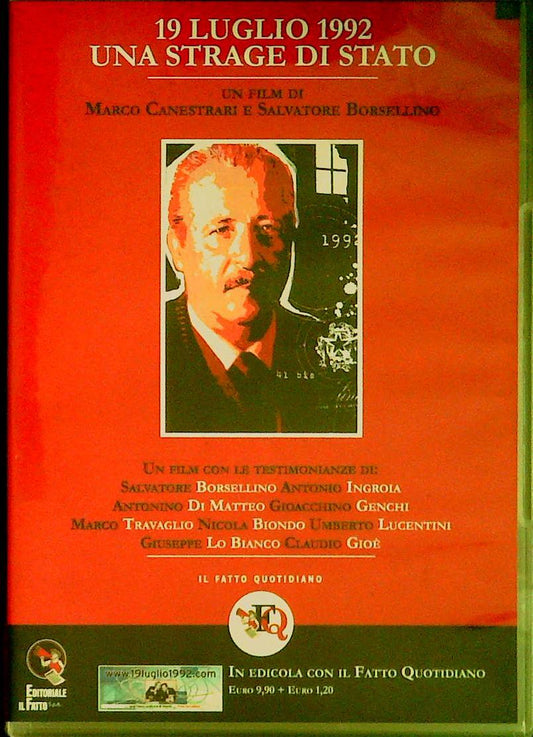 19 LUGLIO 1992
UNA STRAGE DI STATO
UN FILM DI
MARCO CANESTRARI E SALVATORE BORSELLINO
1992
UN FILM CON LE TESTIMONIANZE DI:
SALVATORE BORSELLINO ANTONIO INGROIA
ANTONINO DI MATTEO GIOACCHINO GENCHI
MARCO TRAVAGLIO NICOLA BIONDO UMBERTO LUCENTINI
GIUSEPPE LO BIANCO CLAUDIO GIOÈ
IL FATTO QUOTIDIANO
FQ
www.19luglio1992.com
EDITORIALE
IL FATTO S.p.A.
IN EDICOLA CON IL FATTO QUOTIDIANO
EURO 9,90 + EURO 1,20